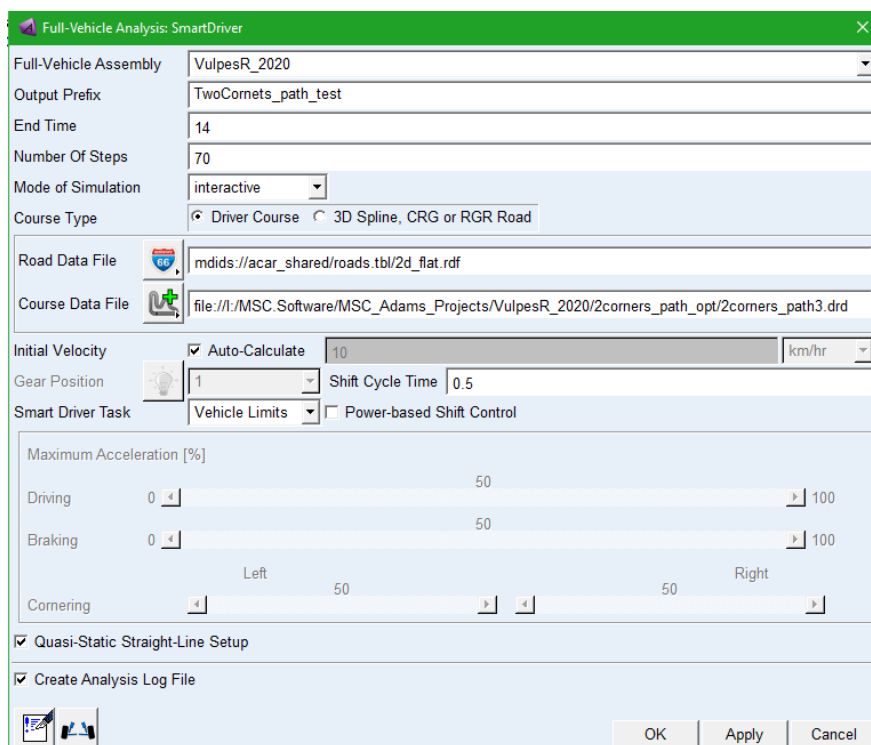 Full-Vehicle Analysis: SmartDriver
Full-Vehicle Assembly VulpesR_2020
Output Prefix TwoCornets_path_test
End Time 14
Number Of Steps 70
Mode of Simulation interactive
Course Type Driver Course 3D Spline, CRG or RGR Road
Road Data File 66 mdids://acar_shared/roads.tbl/2d_flat.rdf
Course Data File file://I:/MSC.Software/MSC_Adams_Projects/VulpesR_2020/2corners_path_opt/2corners_path3.drd
Initial Velocity Auto-Calculate 10 km/hr
Gear Position 1 Shift Cycle Time 0.5
Smart Driver Task Vehicle Limits Power-based Shift Control
Maximum Acceleration [%]
50
Driving 0 100
50
Braking 0 100
Left Right
50 50
Cornering
Quasi-Static Straight-Line Setup
Create Analysis Log File
OK Apply Cancel